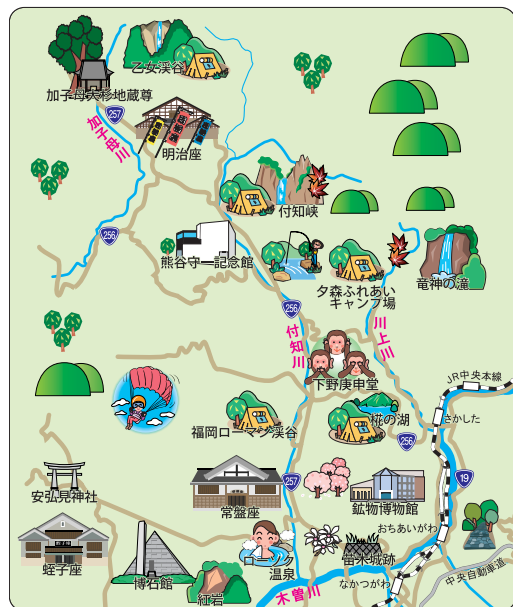 乙女渓谷
加子母大杉地蔵尊
257
加子母川
明治座
付知峡
256
熊谷守一記念館
夕森ふれあい
キャンプ場
竜神の滝
256
付知川
川上川
下野庚申堂
JR中央本線
さかした
福岡ローマン渓谷
椛の湖
256
19
安弘見神社
常盤座
257
鉱物博物館
おちあいがわ
蛭子座
博石館
ローソク
温泉
苗木城跡
なかつがわ
中央自動車道
紅岩
木曽川